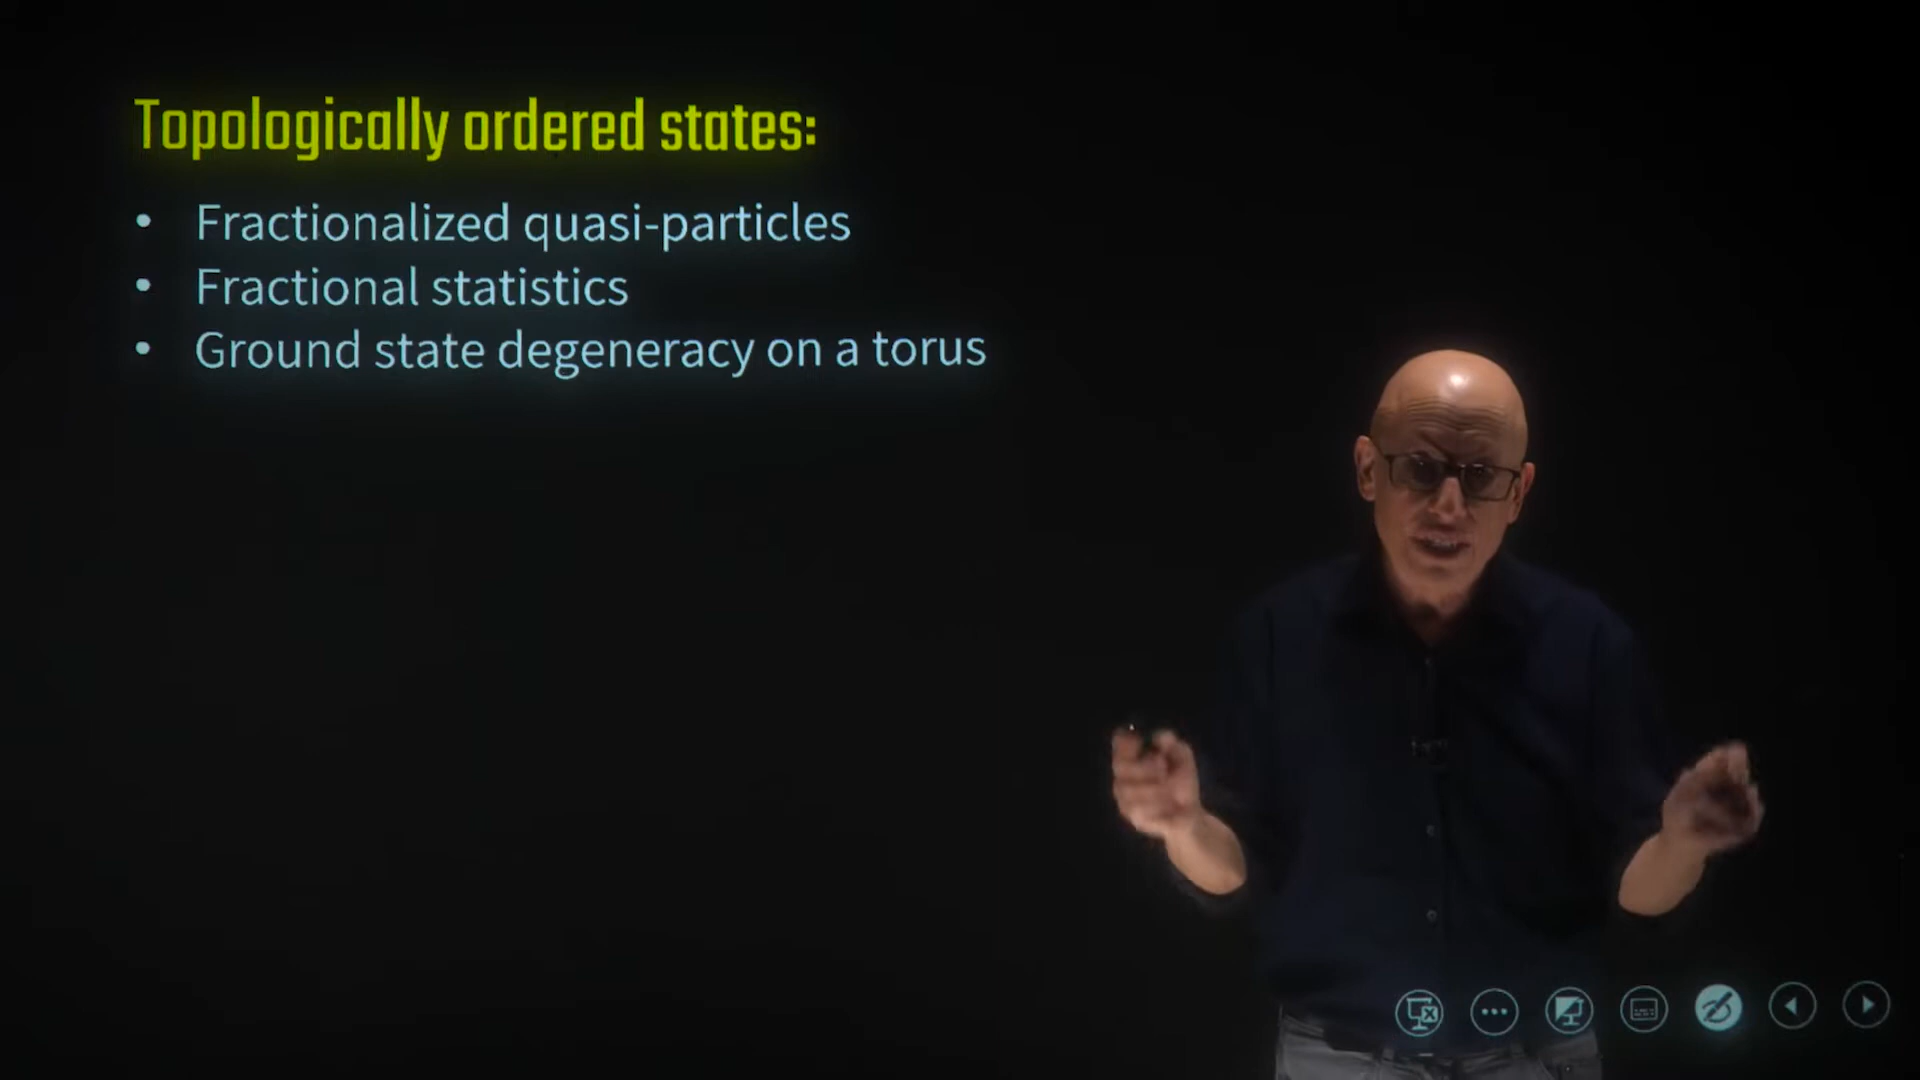 Topologically ordered states:
• Fractionalized quasi-particles
• Fractional statistics
• Ground state degeneracy on a torus